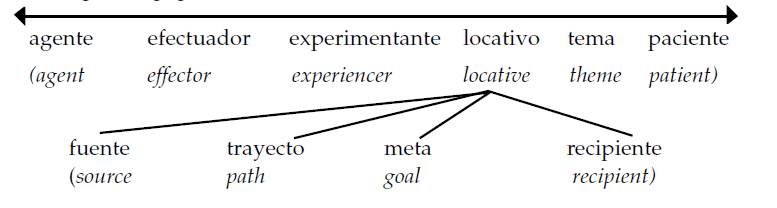 agente efectuador experimentante locativo tema paciente
(agent effector experiencer locative theme patient)
fuente trayecto meta recipiente
(source path goal recipient)